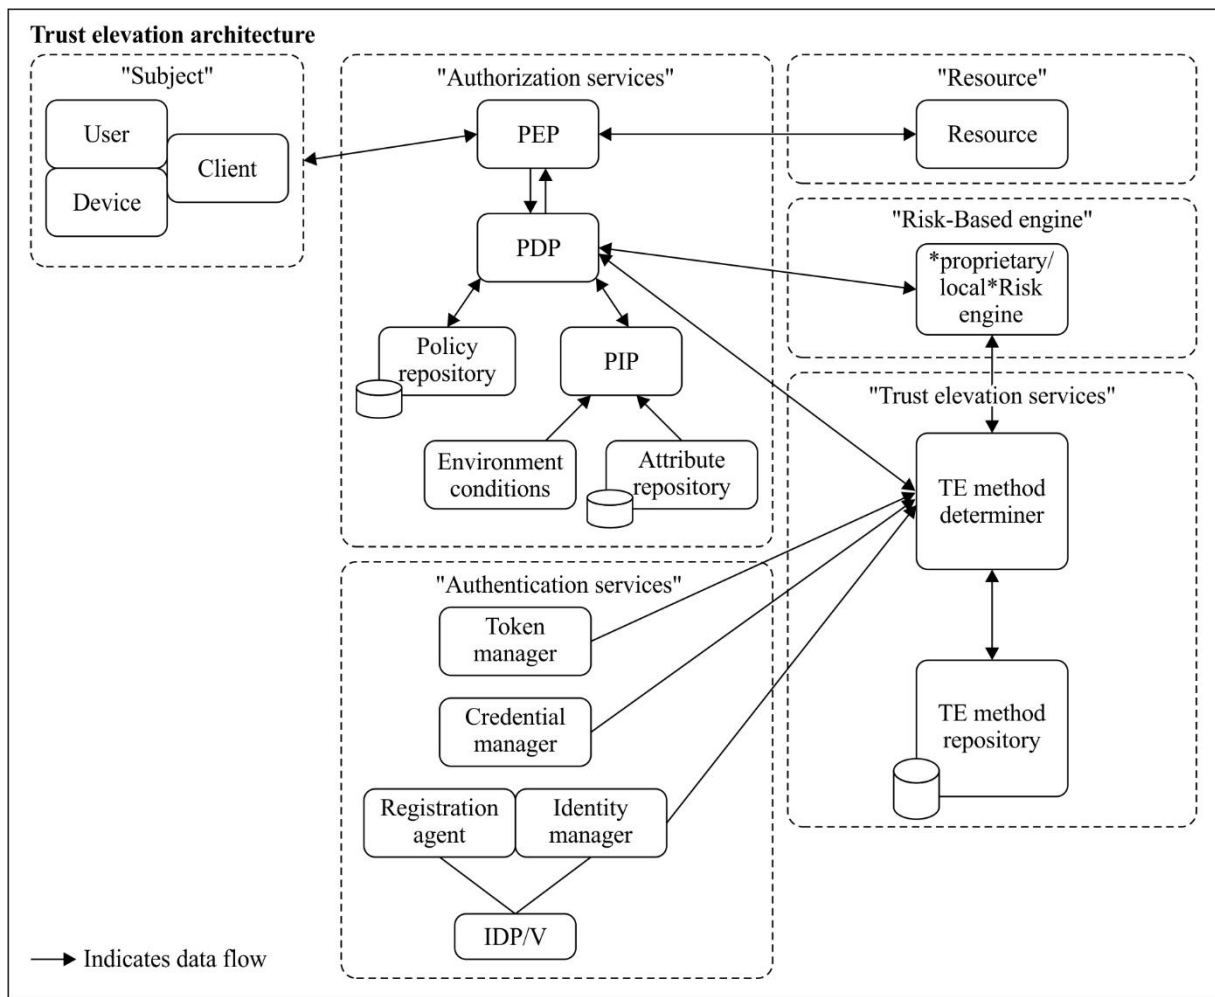 Trust elevation architecture
"Subject"
User
Client
Device
"Authorization services"
PEP
PDP
Policy
repository
PIP
Environment
conditions
Attribute
repository
"Resource"
Resource
"Risk-Based engine"
*proprietary/
local*Risk
engine
"Trust elevation services"
TE method
determiner
TE method
repository
"Authentication services"
Token
manager
Credential
manager
Registration
agent
Identity
manager
IDP/V
Indicates data flow